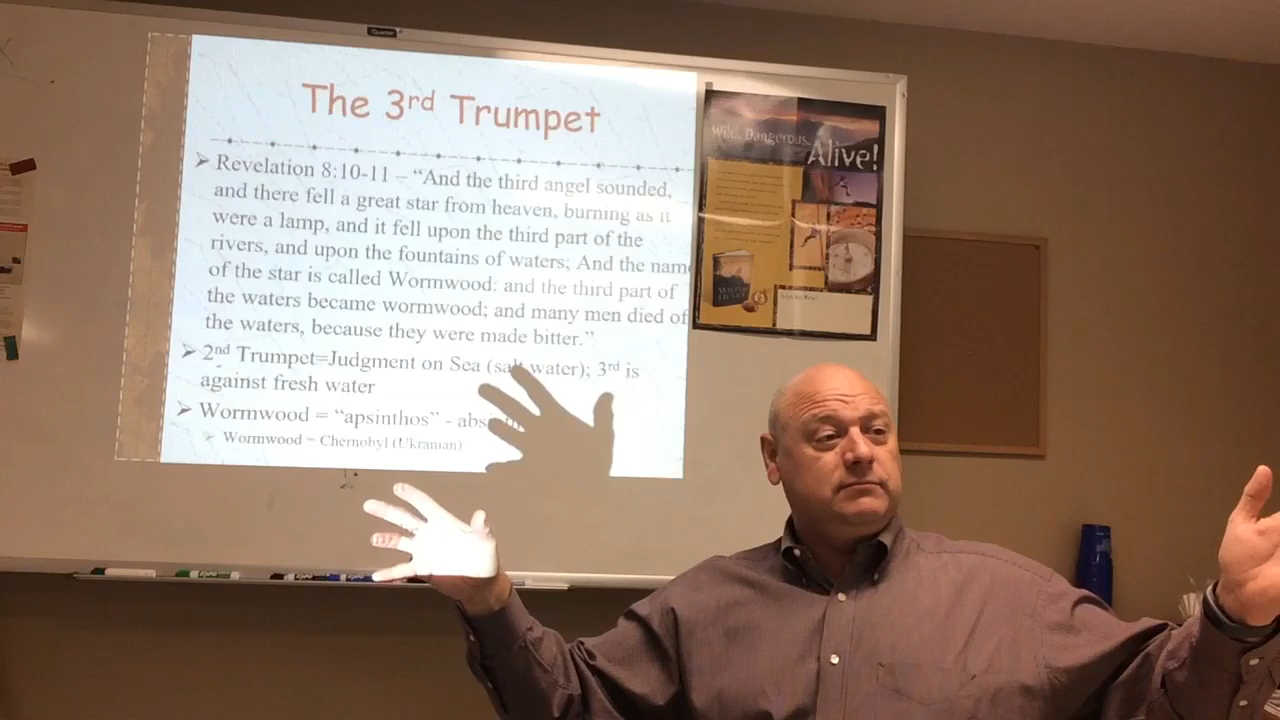 The 3rd Trumpet
➢ Revelation 8:10-11 – “And the third angel sounded,
and there fell a great star from heaven, burning as it
were a lamp, and it fell upon the third part of the
rivers, and upon the fountains of waters; And the name
of the star is called Wormwood: and the third part of
the waters became wormwood; and many men died of
the waters, because they were made bitter.”
➢ 2nd Trumpet=Judgment on Sea (salt water); 3rd is
against fresh water
➢ Wormwood = “apsinthos” -
➢ Wormwood = Chernobyl (Ukranian)
Wild. Dangerous.
Alive!
WILD
HEART
Quartet